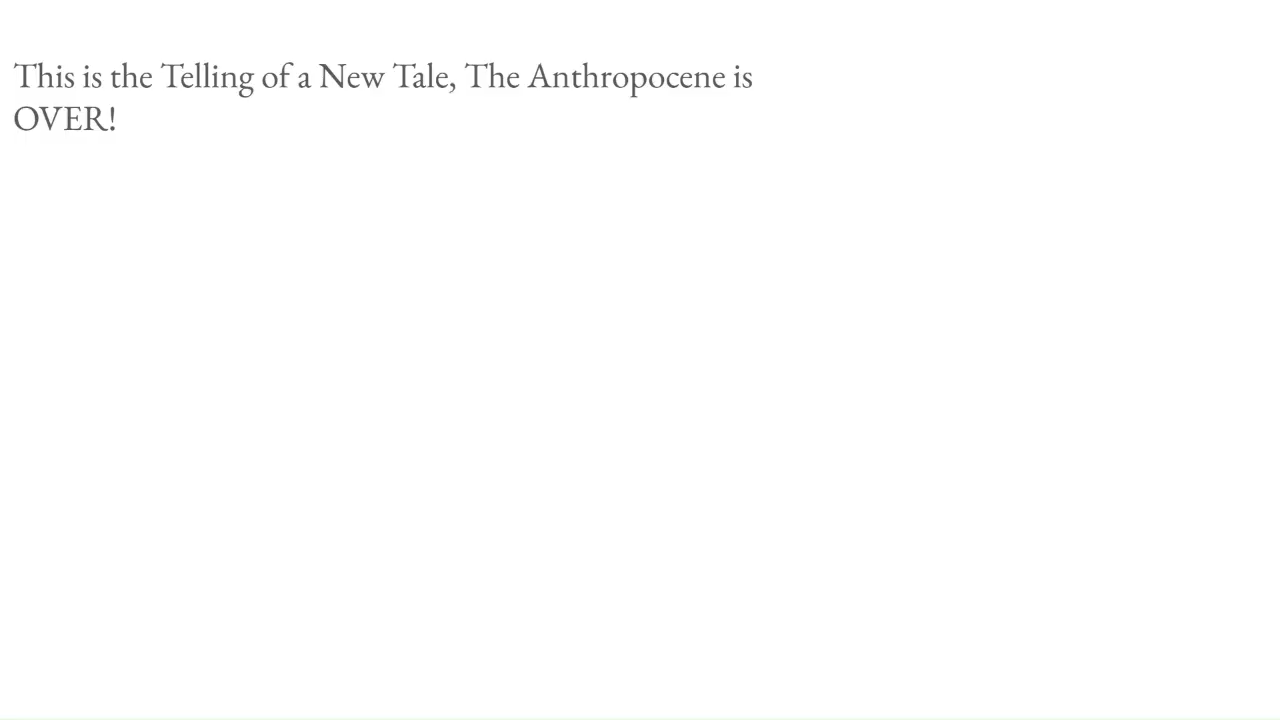 This is the Telling of a New Tale, The Anthropocene is
OVER!